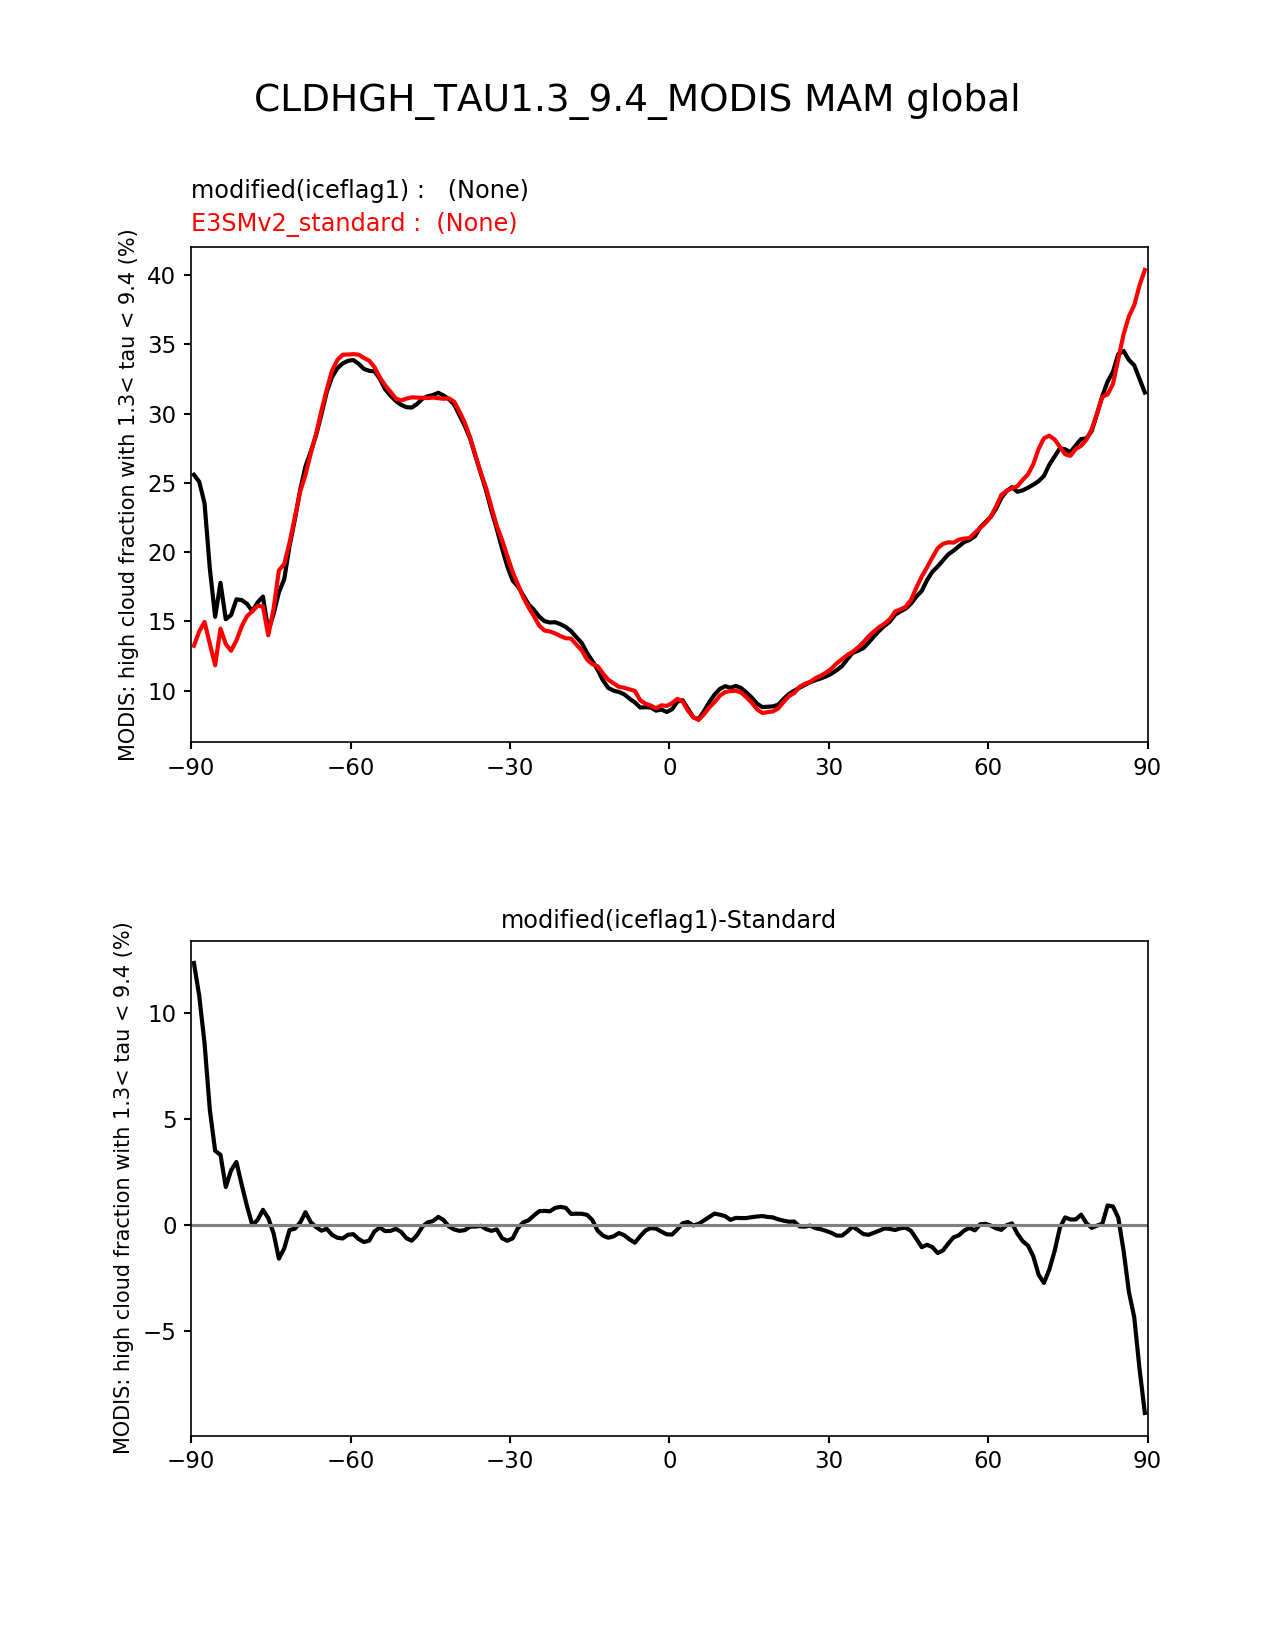 CLDHGH_TAU1.3_9.4_MODIS MAM global
modified(iceflag1) :   (None)
E3SMv2_standard :  (None)
MODIS: high cloud fraction with 1.3< tau < 9.4 (%)
40
35
30
25
20
15
10
−90 −60 −30 0 30 60 90
modified(iceflag1)-Standard
MODIS: high cloud fraction with 1.3< tau < 9.4 (%)
10
5
0
−5
−90 −60 −30 0 30 60 90